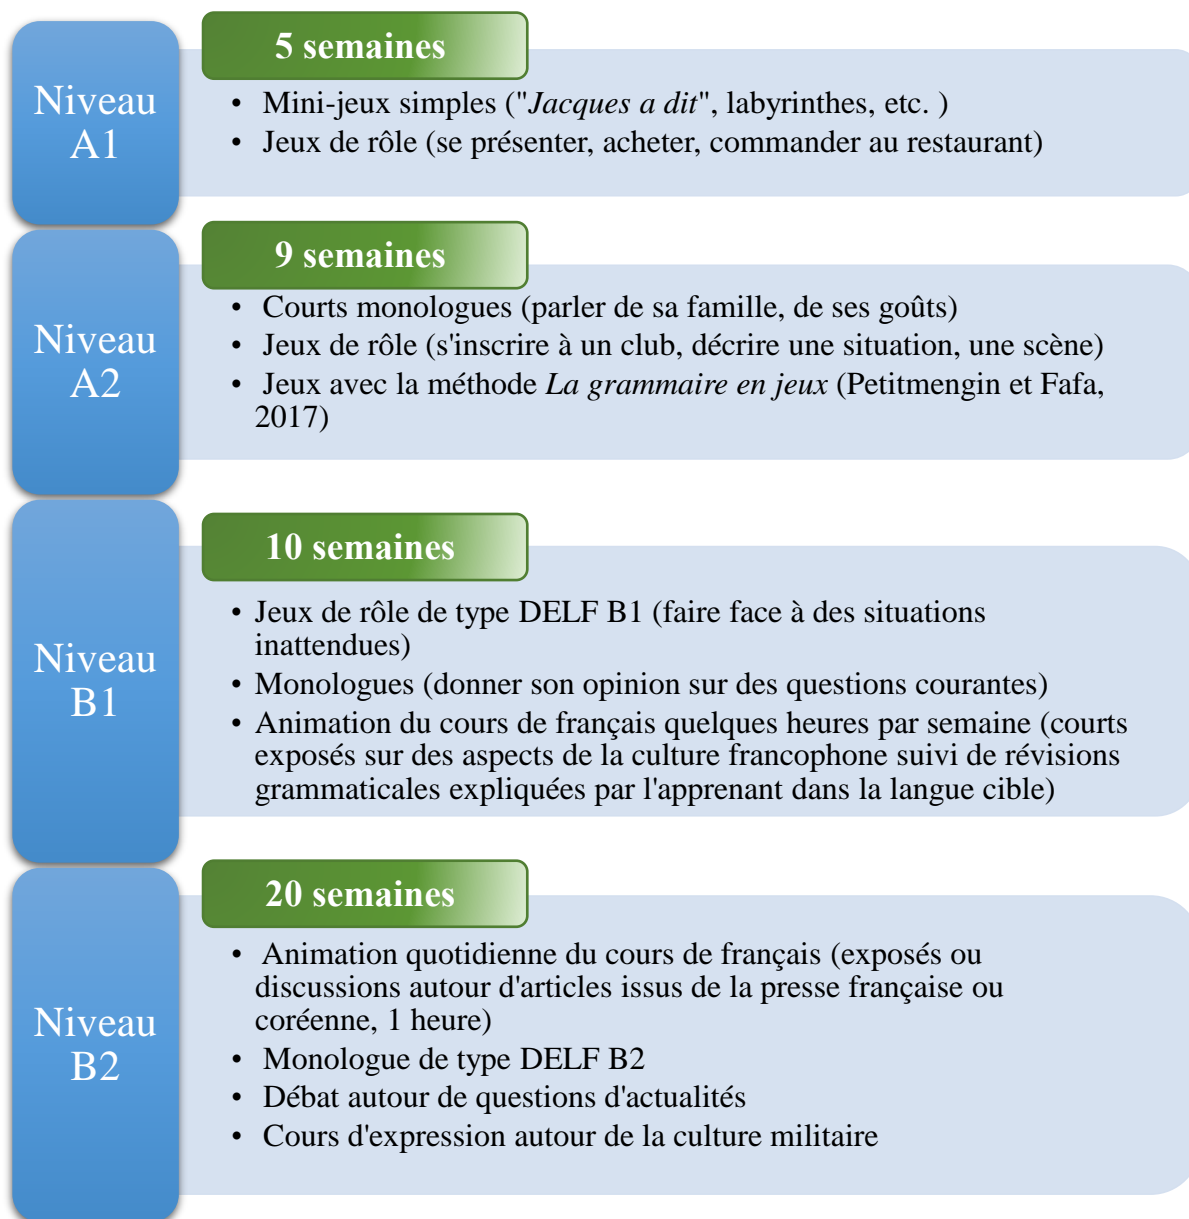 Niveau
A1
5 semaines
• Mini-jeux simples ("Jacques a dit", labyrinthes, etc. )
• Jeux de rôle (se présenter, acheter, commander au restaurant)
Niveau
A2
9 semaines
• Courts monologues (parler de sa famille, de ses goûts)
• Jeux de rôle (s'inscrire à un club, décrire une situation, une scène)
• Jeux avec la méthode La grammaire en jeux (Petitmengin et Fafa,
2017)
Niveau
B1
10 semaines
• Jeux de rôle de type DELF B1 (faire face à des situations
inattendues)
• Monologues (donner son opinion sur des questions courantes)
• Animation du cours de français quelques heures par semaine (courts
exposés sur des aspects de la culture francophone suivi de révisions
grammaticales expliquées par l'apprenant dans la langue cible)
Niveau
B2
20 semaines
• Animation quotidienne du cours de français (exposés ou
discussions autour d'articles issus de la presse française ou
coréenne, 1 heure)
• Monologue de type DELF B2
• Débat autour de questions d'actualités
• Cours d'expression autour de la culture militaire